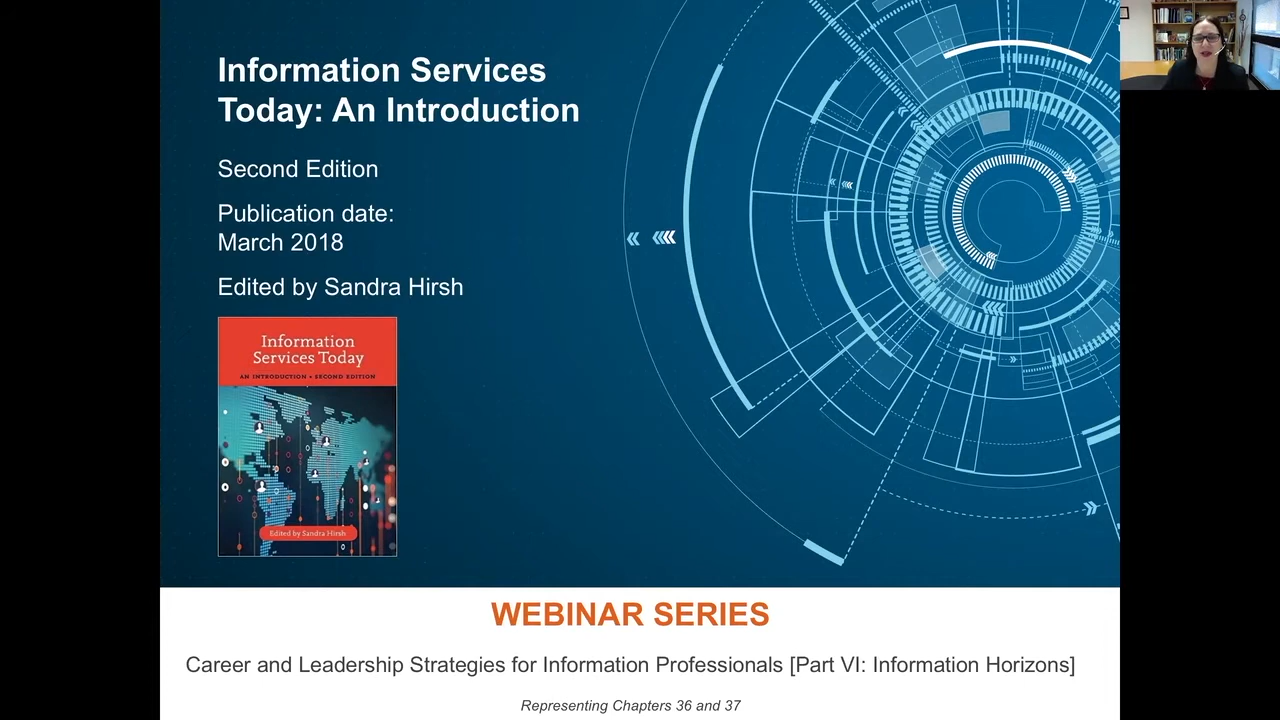 Information Services
Today: An Introduction
Second Edition
Publication date:
March 2018
Edited by Sandra Hirsh
Information
Services Today
AN INTRODUCTION • SECOND EDITION
Edited by Sandra Hirsh
WEBINAR SERIES
Career and Leadership Strategies for Information Professionals [Part VI: Information Horizons]
Representing Chapters 36 and 37